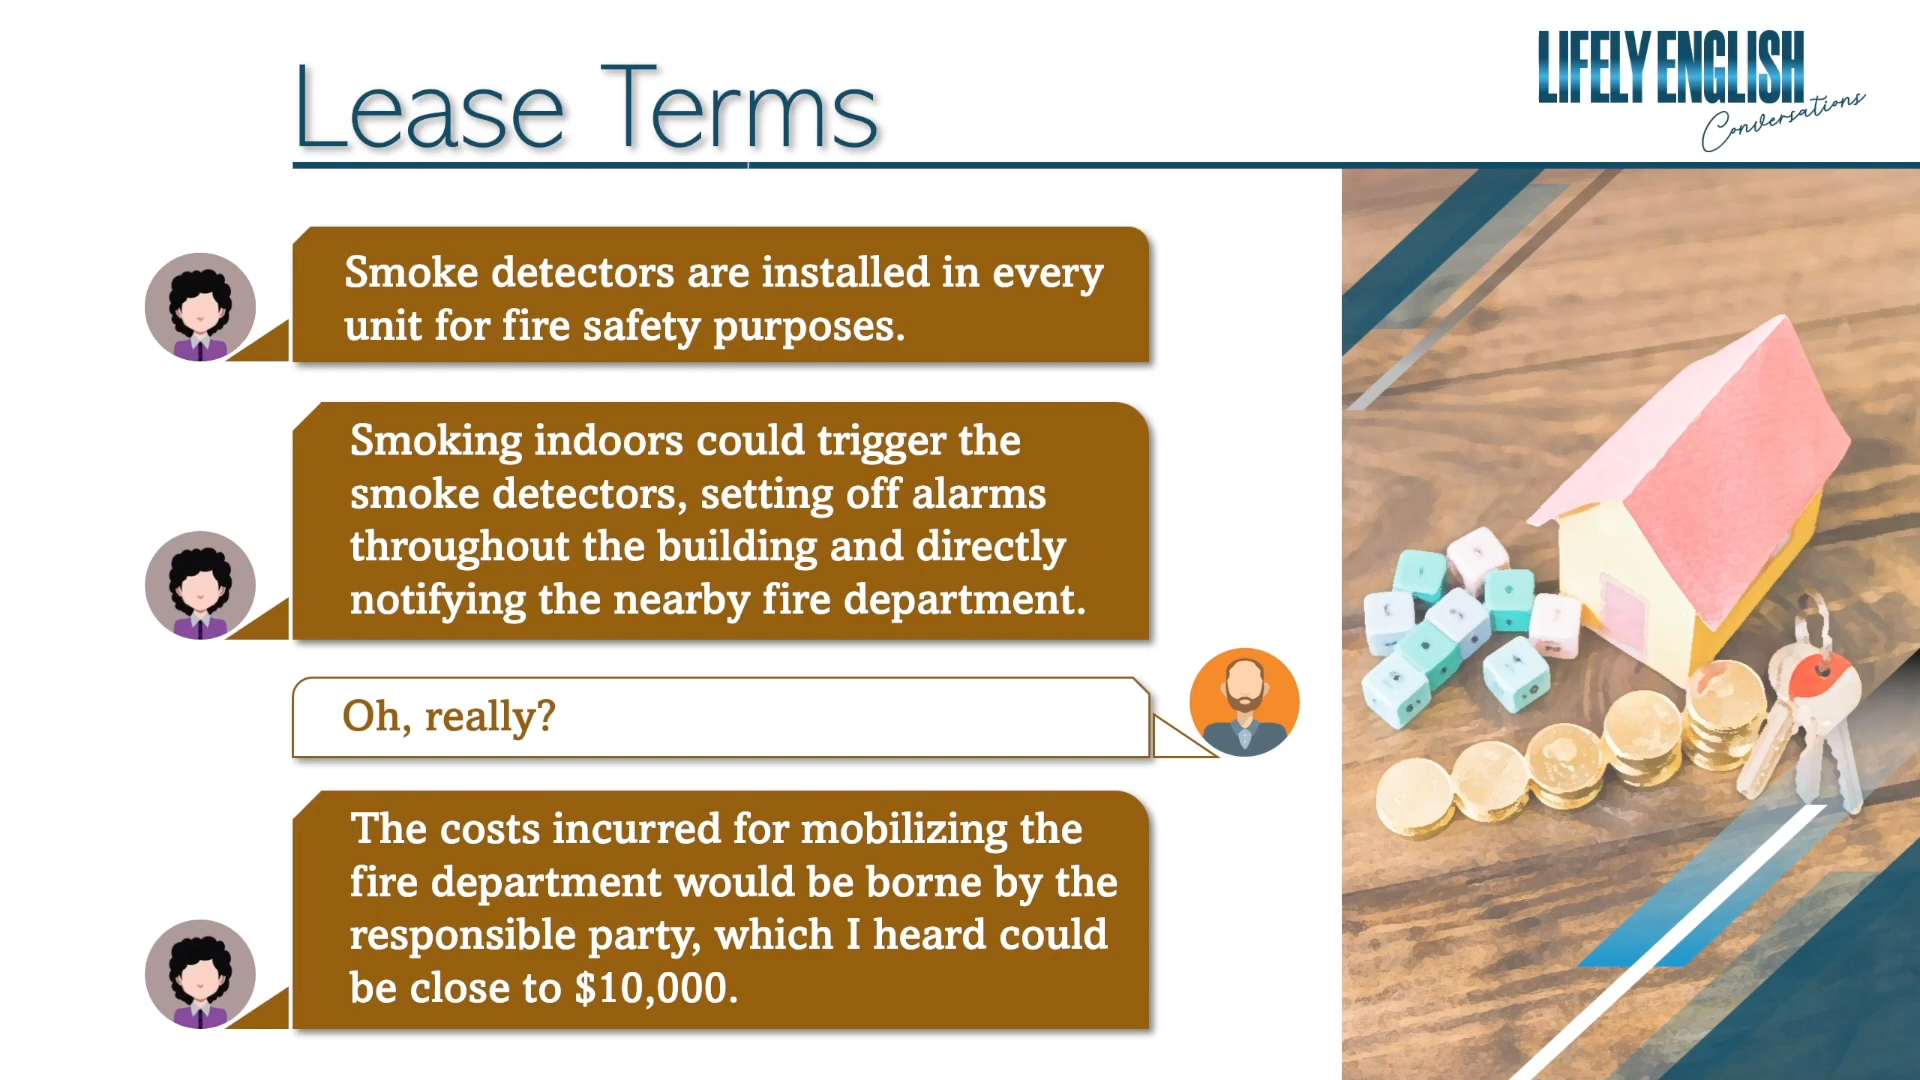 LIFELY ENGLISH
Conversations
Lease Terms
Smoke detectors are installed in every
unit for fire safety purposes.
Smoking indoors could trigger the
smoke detectors, setting off alarms
throughout the building and directly
notifying the nearby fire department.
Oh, really?
The costs incurred for mobilizing the
fire department would be borne by the
responsible party, which I heard could
be close to $10,000.